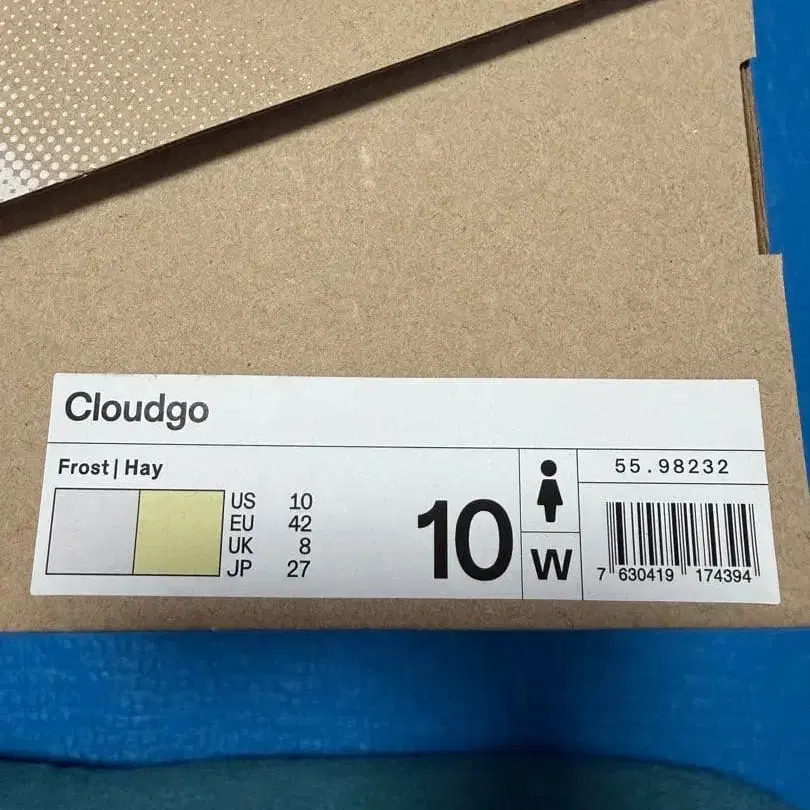 Cloudgo
Frost | Hay
US 10
EU 42
UK 8
JP 27
10
W
55.98232
7 630419 174394